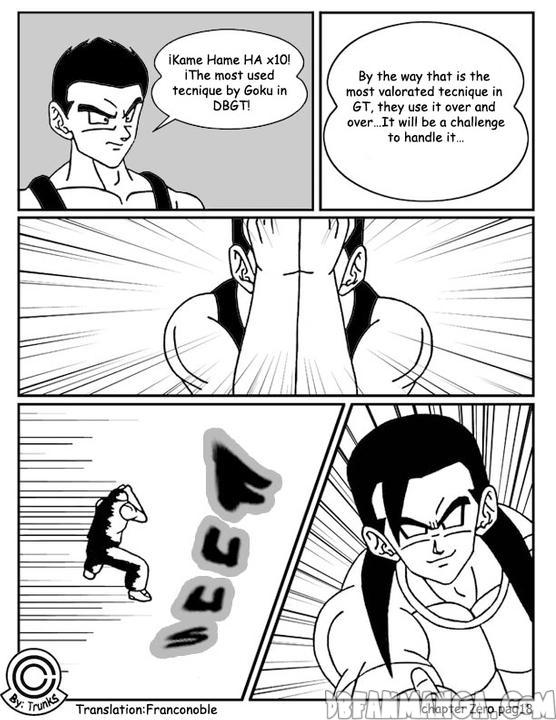 ¡Kame Hame HA x10!
¡The most used
tecnique by Goku in
DBGT!
By the way that is the
most valorated tecnique in
GT, they use it over and
over...It will be a challenge
to handle it...
By: Trunks
Translation:Franconoble
chapter Zero pag18
DBFANMANGA.COM